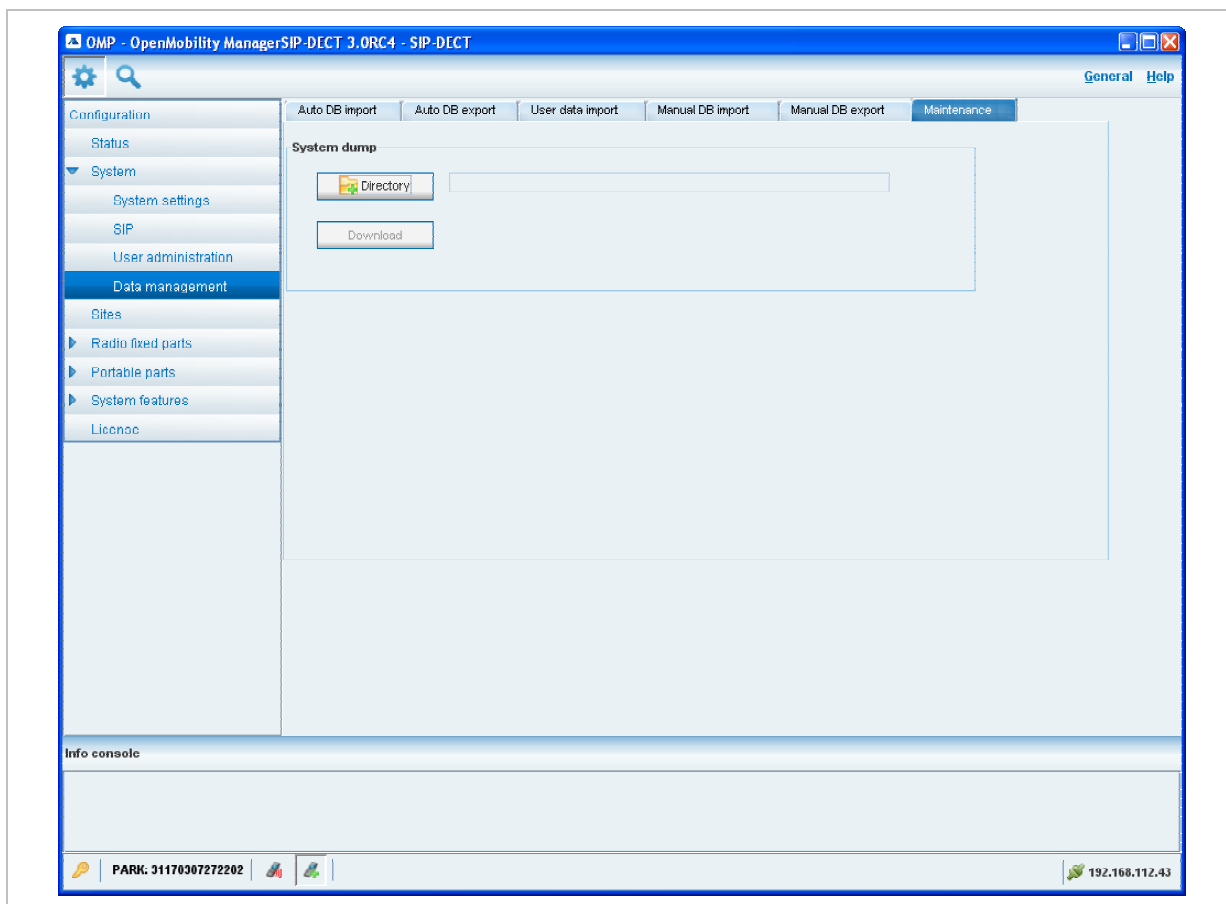 OMP - OpenMobility ManagerSIP-DECT 3.0RC4 - SIP-DECT
General Help
Configuration
Status
System
System settings
SIP
User administration
Data management
Sites
Radio fixed parts
Portable parts
System features
License
Auto DB import Auto DB export User data import Manual DB import Manual DB export Maintenance
System dump
Directory
Download
Info console
PARK: 31170307272202
192.168.112.43